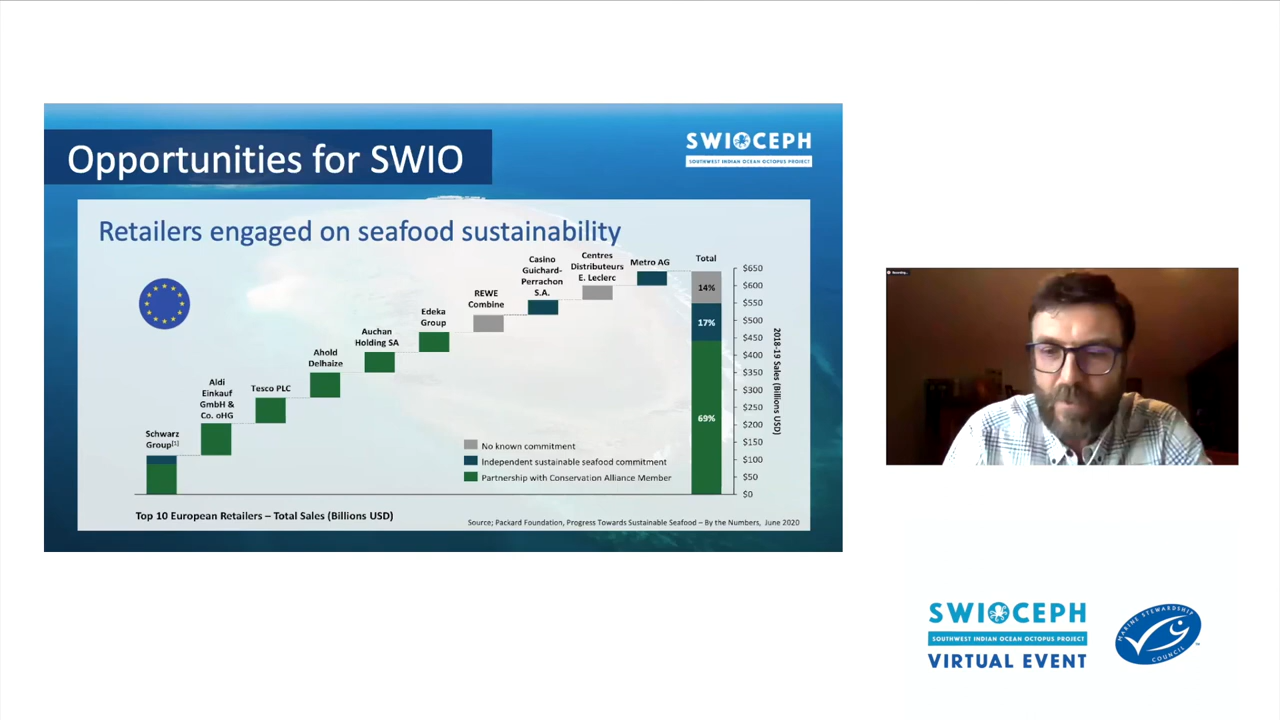 Opportunities for SWIO
SWIOCEPH
SOUTHWEST INDIAN OCEAN OCTOPUS PROJECT
Retailers engaged on seafood sustainability
Schwarz
Group[1]
Aldi
Einkauf
GmbH &
Co. oHG
Tesco PLC
Ahold
Delhaize
Auchan
Holding SA
Edeka
Group
REWE
Combine
Casino
Guichard-
Perrachon
S.A.
Centres
Distributeurs
E. Leclerc
Metro AG
Total
14%
17%
69%
$650
$600
$550
$500
$450
$400
$350
$300
$250
$200
$150
$100
$50
$0
2018-19 Sales (Billions USD)
No known commitment
Independent sustainable seafood commitment
Partnership with Conservation Alliance Member
Top 10 European Retailers – Total Sales (Billions USD)
Source; Packard Foundation, Progress Towards Sustainable Seafood – By the Numbers, June 2020
Recording...
SWIOCEPH
SOUTHWEST INDIAN OCEAN OCTOPUS PROJECT
VIRTUAL EVENT
MARINE STEWARDSHIP
COUNCIL
TM